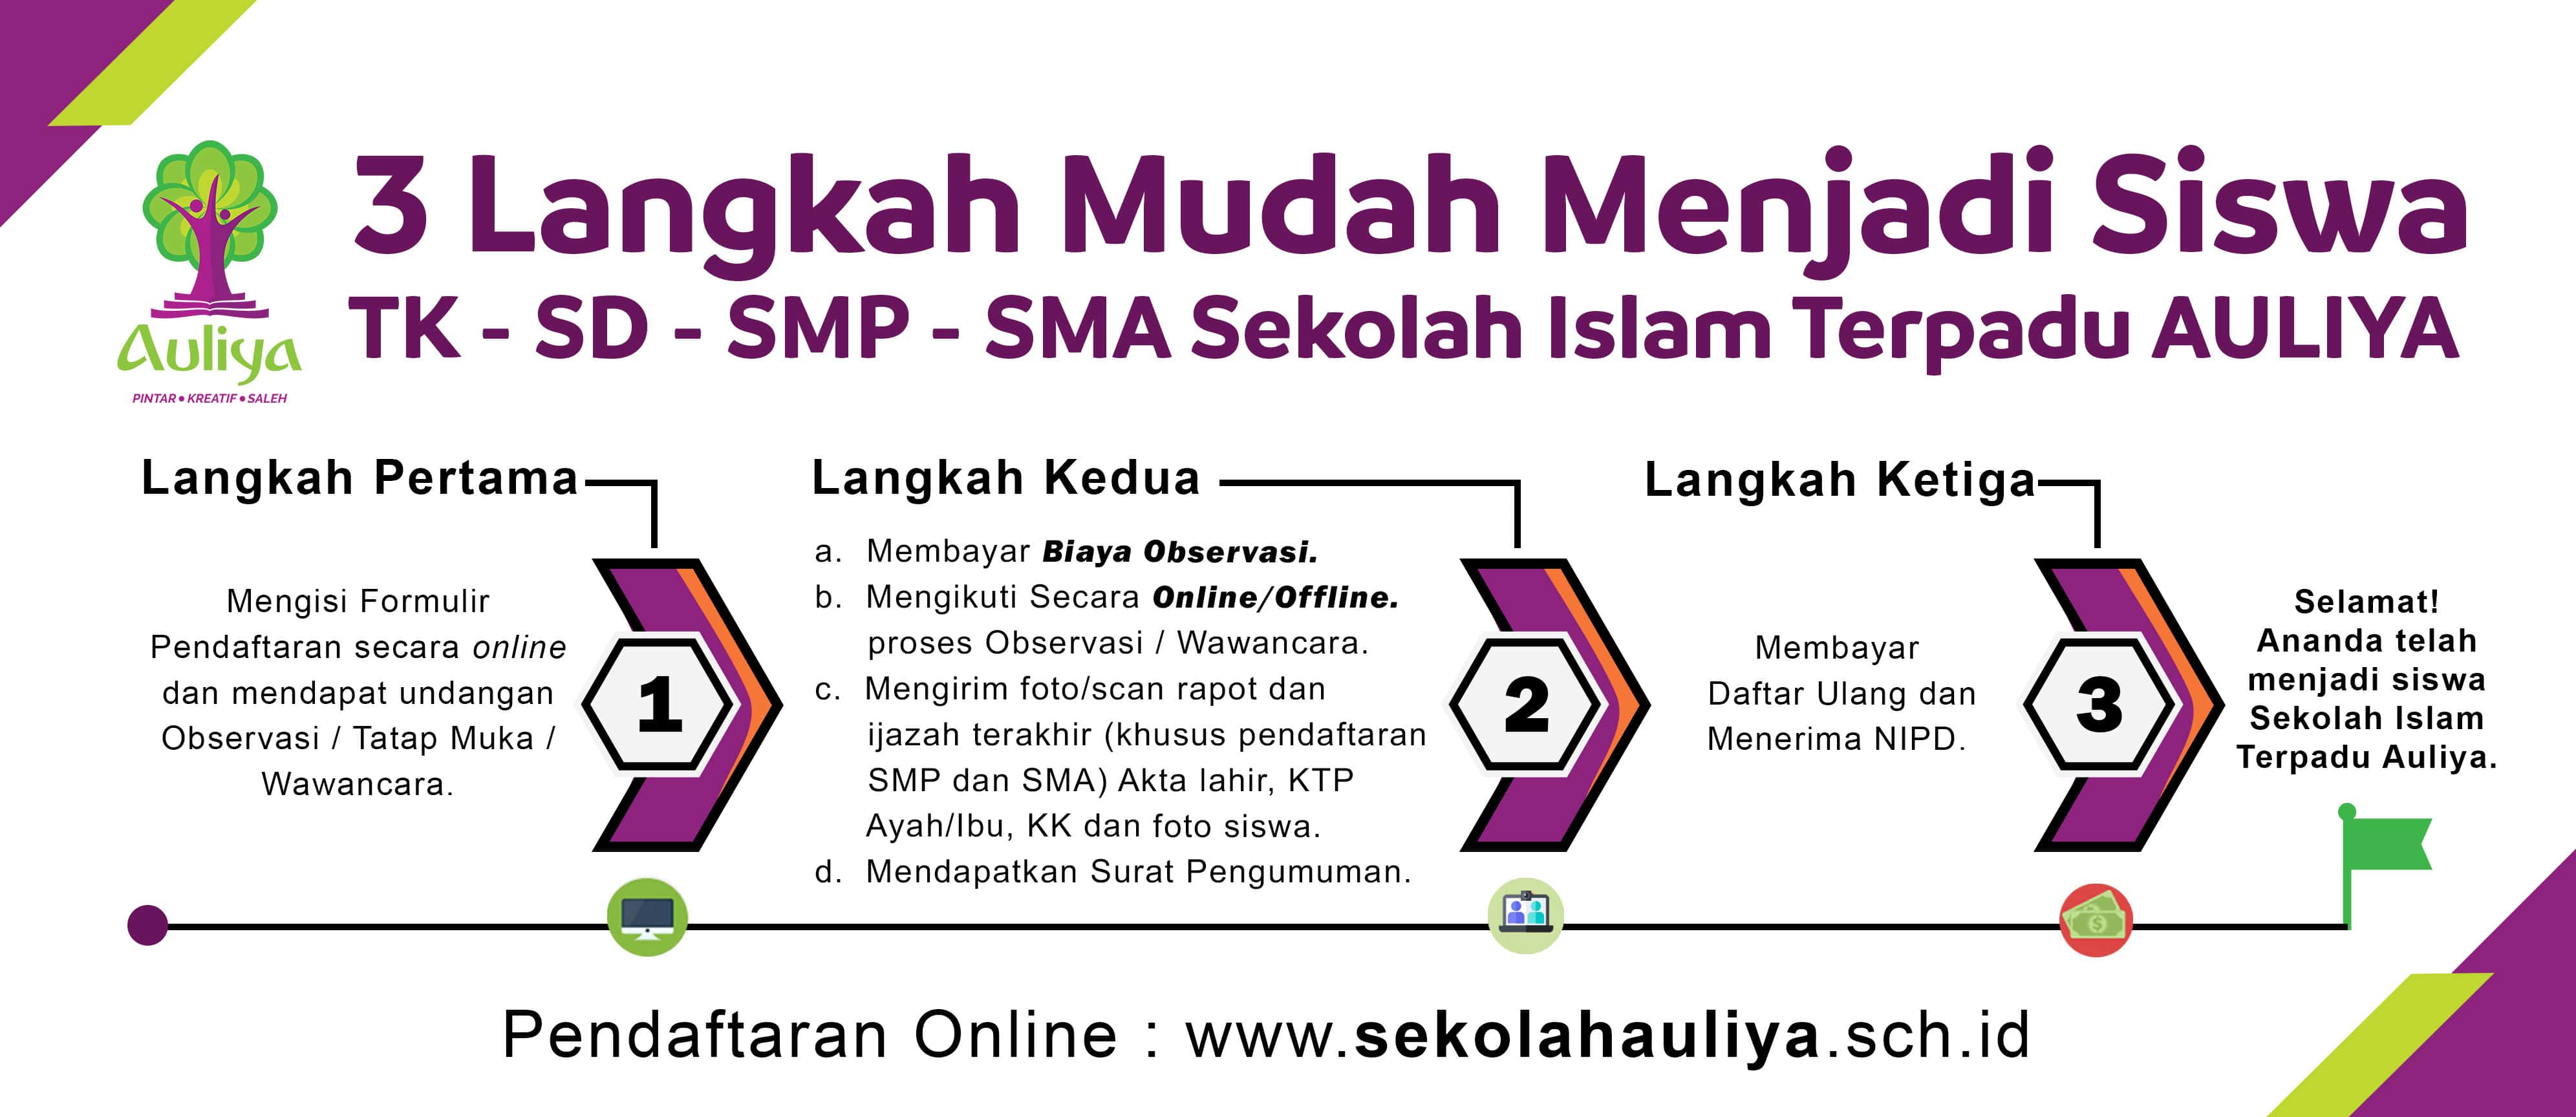 3 Langkah Mudah Menjadi Siswa
TK - SD - SMP - SMA Sekolah Islam Terpadu AULIYA
Auliya
PINTAR • KREATIF • SALEH
Langkah Pertama
Mengisi Formulir
Pendaftaran secara online
dan mendapat undangan
Observasi / Tatap Muka /
Wawancara.
1
Langkah Kedua
a. Membayar Biaya Observasi.
b. Mengikuti Secara Online/Offline.
proses Observasi / Wawancara.
c. Mengirim foto/scan rapot dan
ijazah terakhir (khusus pendaftaran
SMP dan SMA) Akta lahir, KTP
Ayah/Ibu, KK dan foto siswa.
d. Mendapatkan Surat Pengumuman.
2
Langkah Ketiga
Membayar
Daftar Ulang dan
Menerima NIPD.
3
Selamat!
Ananda telah
menjadi siswa
Sekolah Islam
Terpadu Auliya.
$
Pendaftaran Online : www.sekolahauliya.sch.id